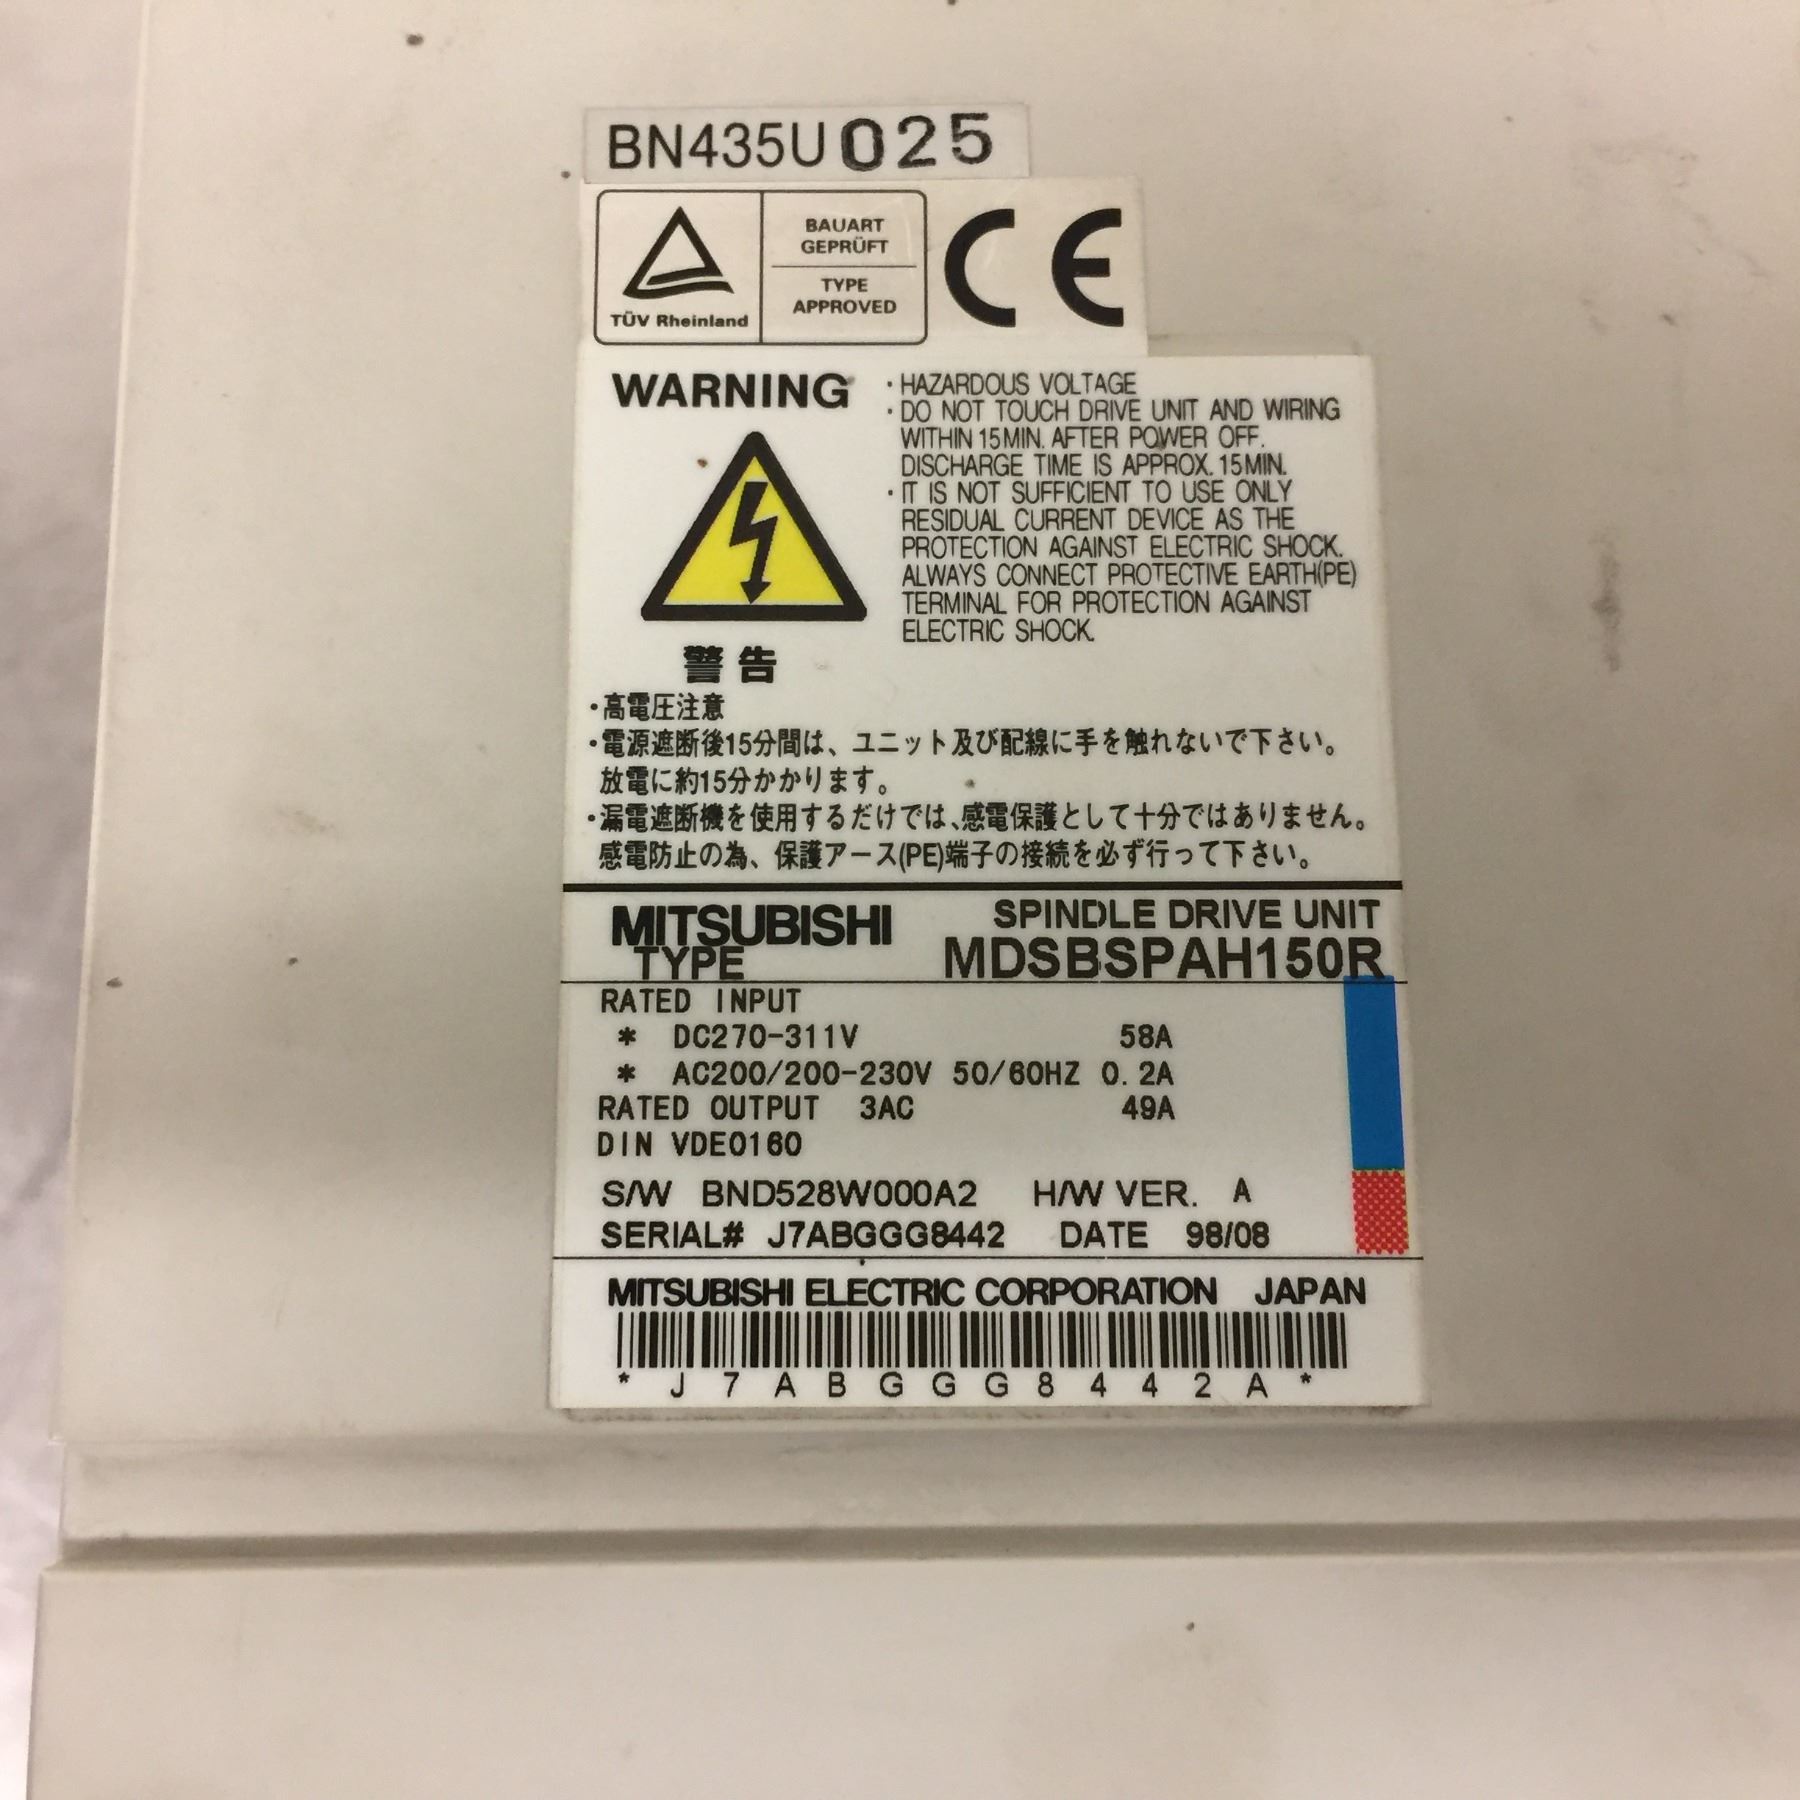 BN435U 025
BAUART
GEPRÜFT
TYPE
APPROVED
TÜV Rheinland
CE
WARNING
・HAZARDOUS VOLTAGE
・DO NOT TOUCH DRIVE UNIT AND WIRING
WITHIN 15MIN. AFTER POWER OFF.
DISCHARGE TIME IS APPROX. 15MIN.
・IT IS NOT SUFFICIENT TO USE ONLY
RESIDUAL CURRENT DEVICE AS THE
PROTECTION AGAINST ELECTRIC SHOCK.
ALWAYS CONNECT PROTECTIVE EARTH(PE)
TERMINAL FOR PROTECTION AGAINST
ELECTRIC SHOCK.
警告
・高電圧注意
・電源遮断後15分間は、ユニット及び配線に手を触れないで下さい。
放電に約15分かかります。
・漏電遮断機を使用するだけでは、感電保護として十分ではありません。
感電防止の為、保護アース(PE)端子の接続を必ず行って下さい。
MITSUBISHI SPINDLE DRIVE UNIT
TYPE MDSBSPAH150R
RATED INPUT
* DC270-311V 58A
* AC200/200-230V 50/60HZ 0.2A
RATED OUTPUT 3AC 49A
DIN VDE0160
S/W BND528W000A2 H/W VER. A
SERIAL# J7ABGGG8442 DATE 98/08
MITSUBISHI ELECTRIC CORPORATION JAPAN
* J 7 A B G G G 8 4 4 2 A *